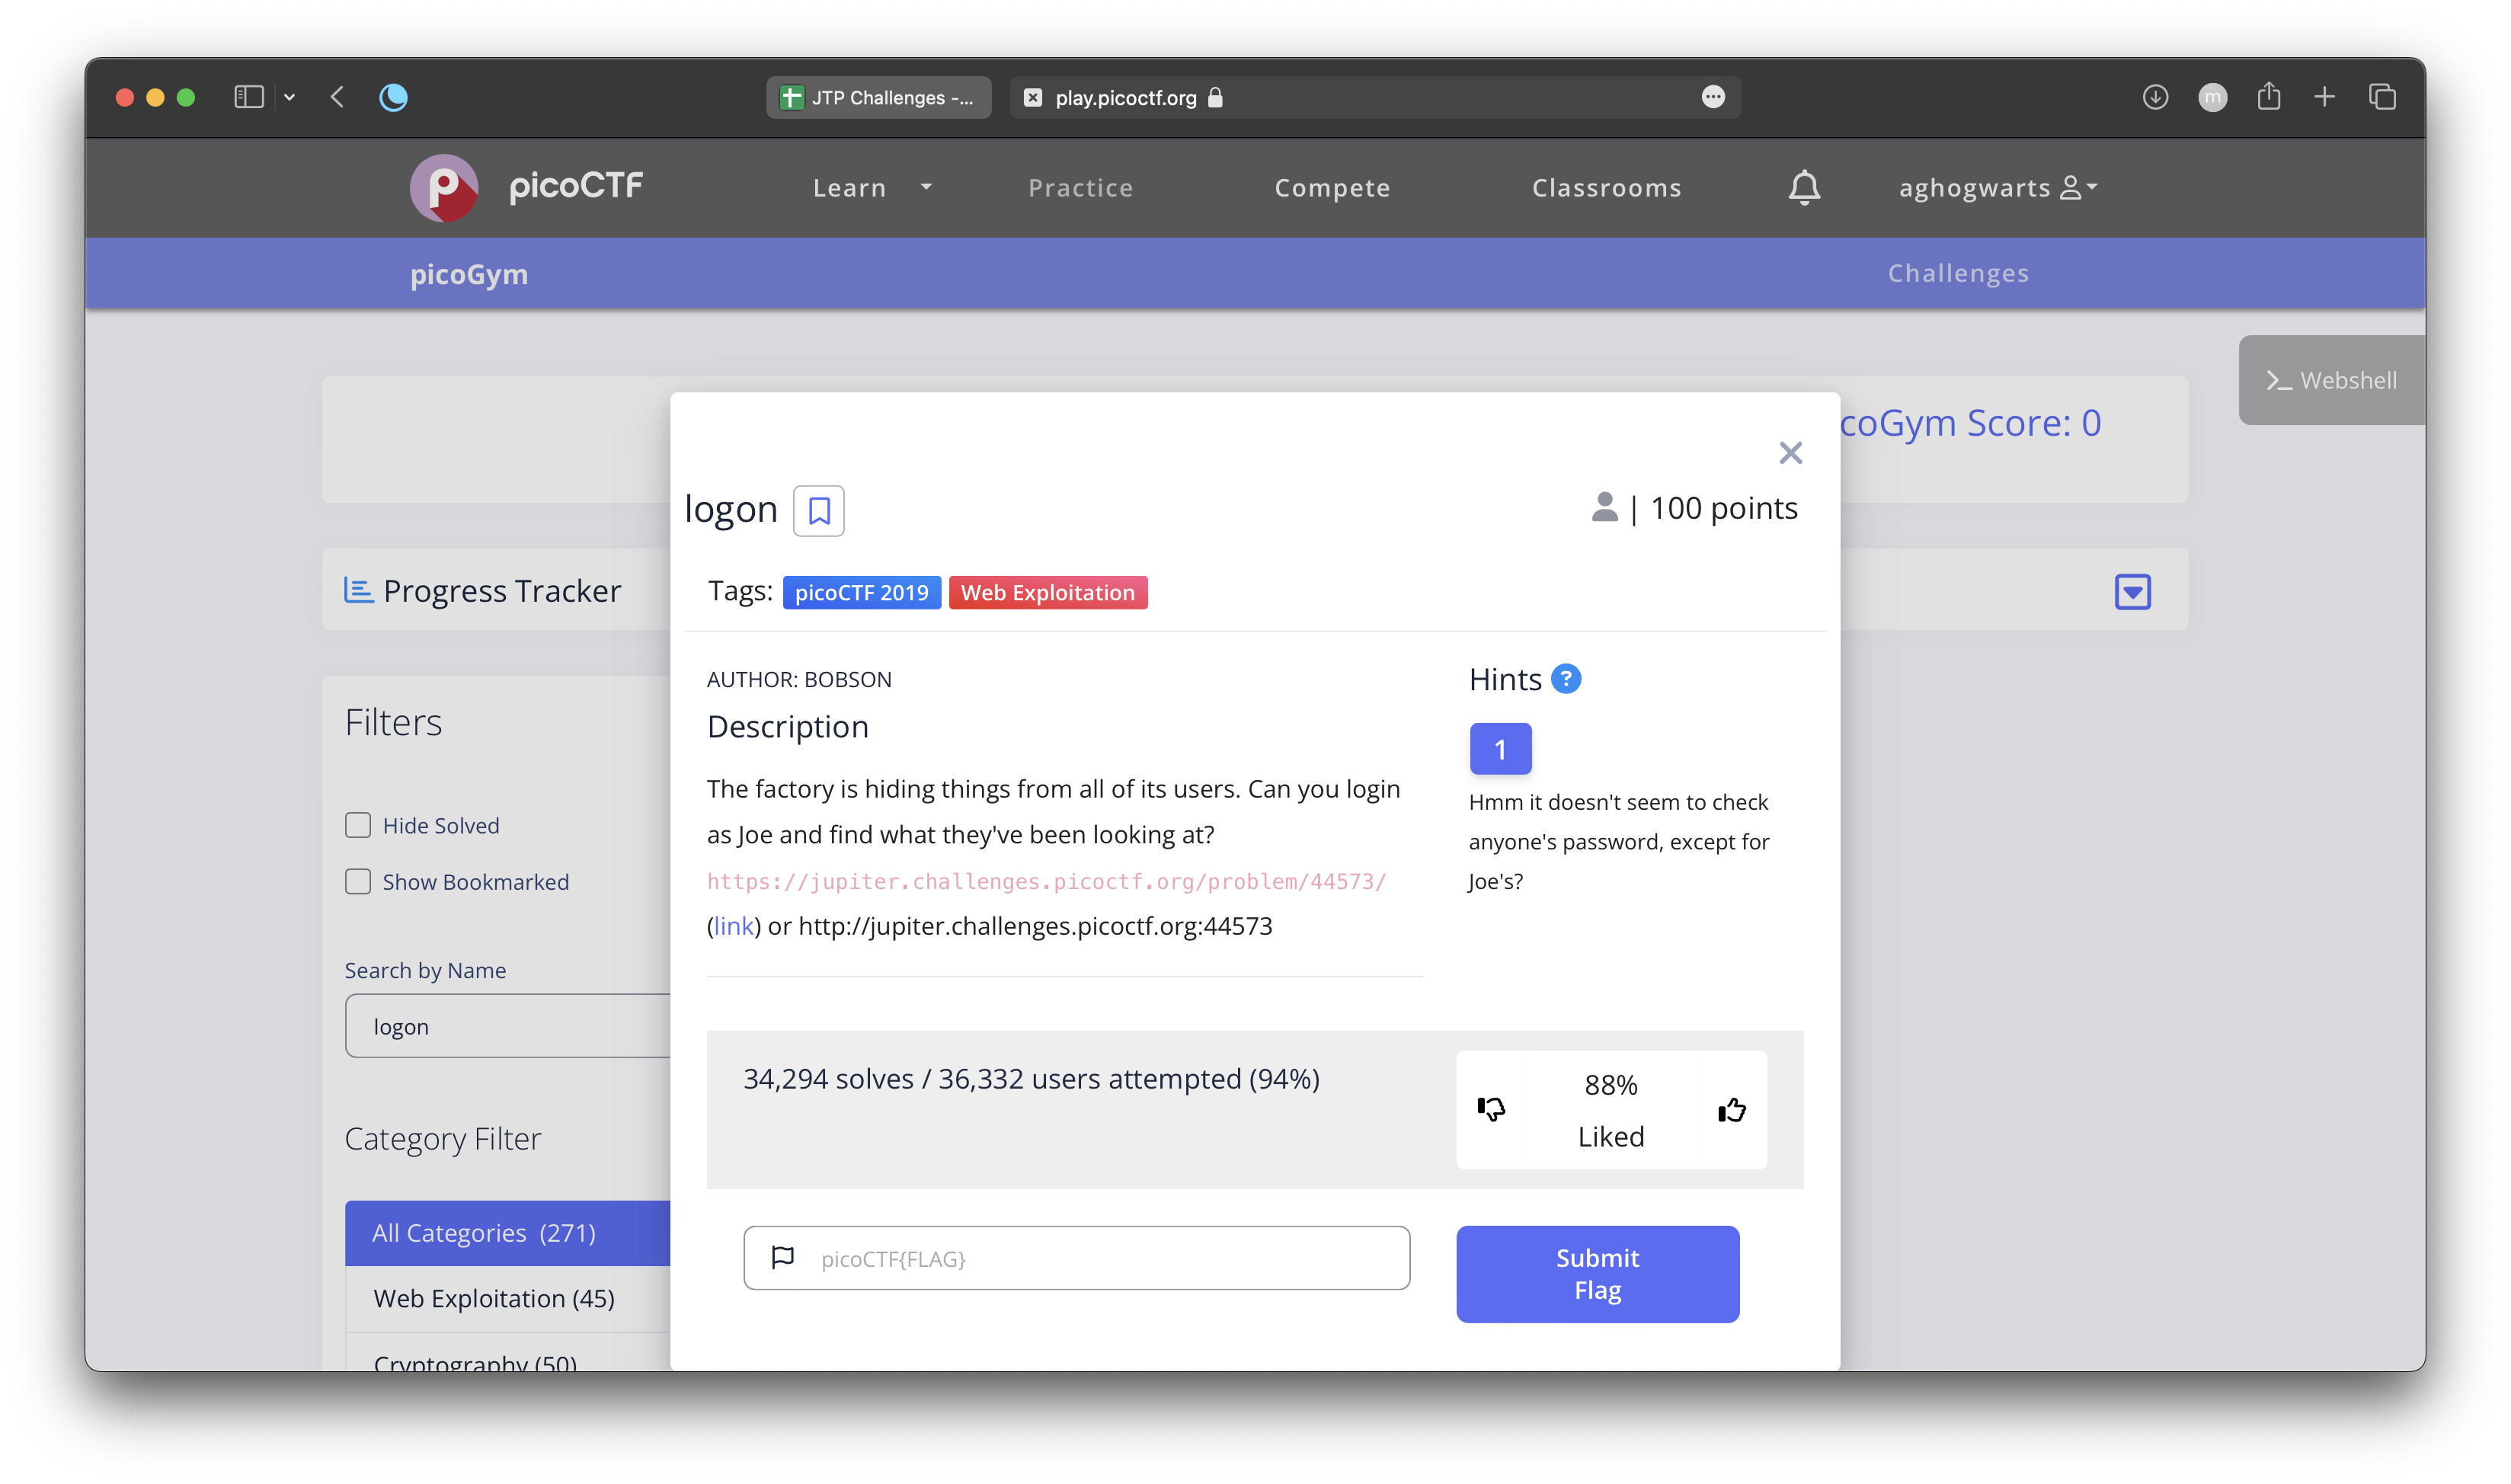 JTP Challenges -...
play.picoctf.org
m
picoCTF
Learn
Practice
Compete
Classrooms
aghogwarts
picoGym
Challenges
Webshell
coGym Score: 0
logon
| 100 points
Progress Tracker
Tags: picoCTF 2019 Web Exploitation
AUTHOR: BOBSON
Description
The factory is hiding things from all of its users. Can you login
as Joe and find what they've been looking at?
https://jupiter.challenges.picoctf.org/problem/44573/
(link) or http://jupiter.challenges.picoctf.org:44573
Hints ?
1
Hmm it doesn't seem to check
anyone's password, except for
Joe's?
Filters
Hide Solved
Show Bookmarked
Search by Name
logon
Category Filter
All Categories (271)
Web Exploitation (45)
Cryptography (50)
34,294 solves / 36,332 users attempted (94%)
88%
Liked
picoCTF{FLAG}
Submit
Flag